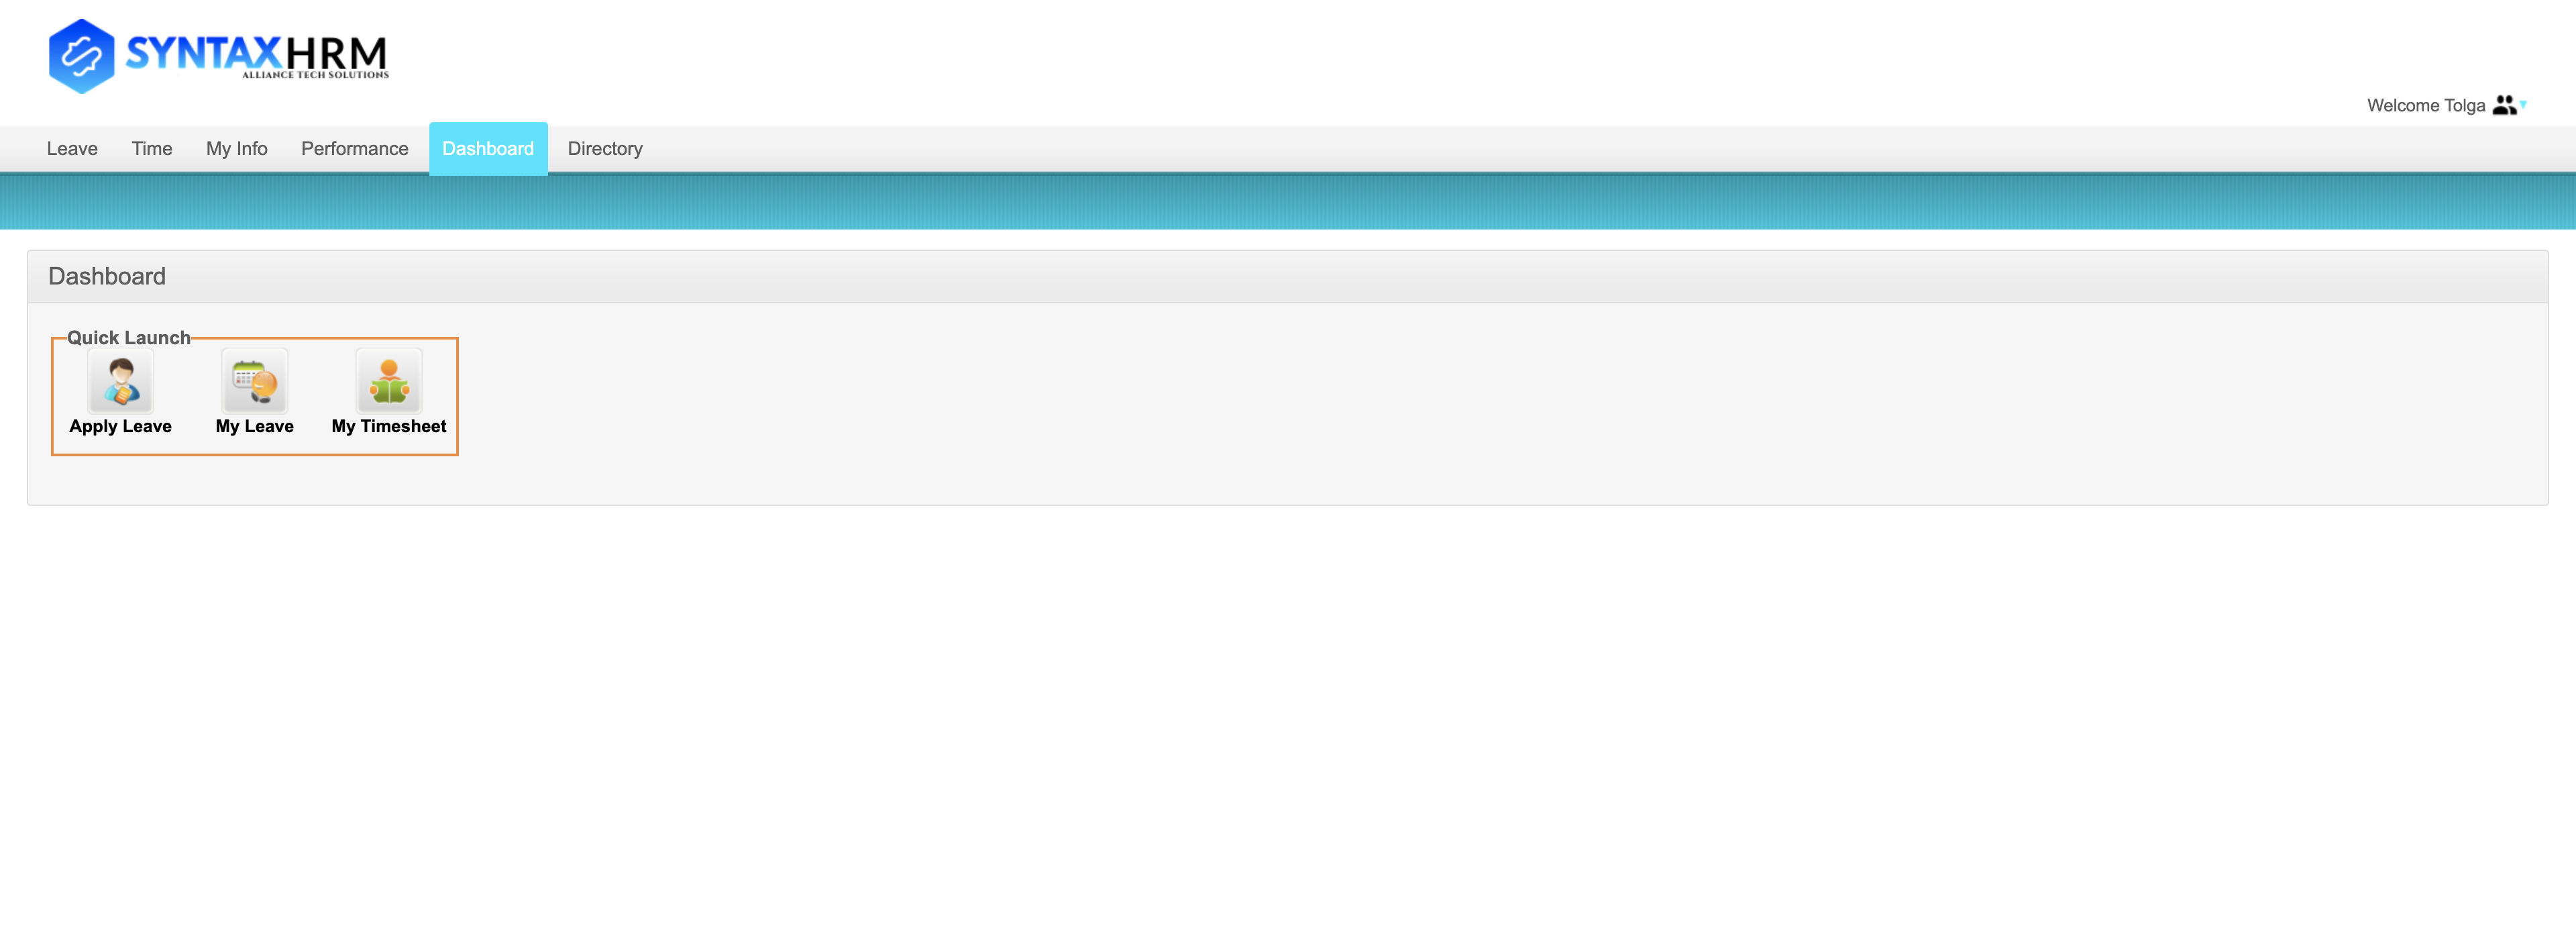 SYNTAXHRM
ALLIANCE TECH SOLUTIONS
Welcome Tolga
Leave Time My Info Performance Dashboard Directory
Dashboard
Quick Launch
Apply Leave My Leave My Timesheet